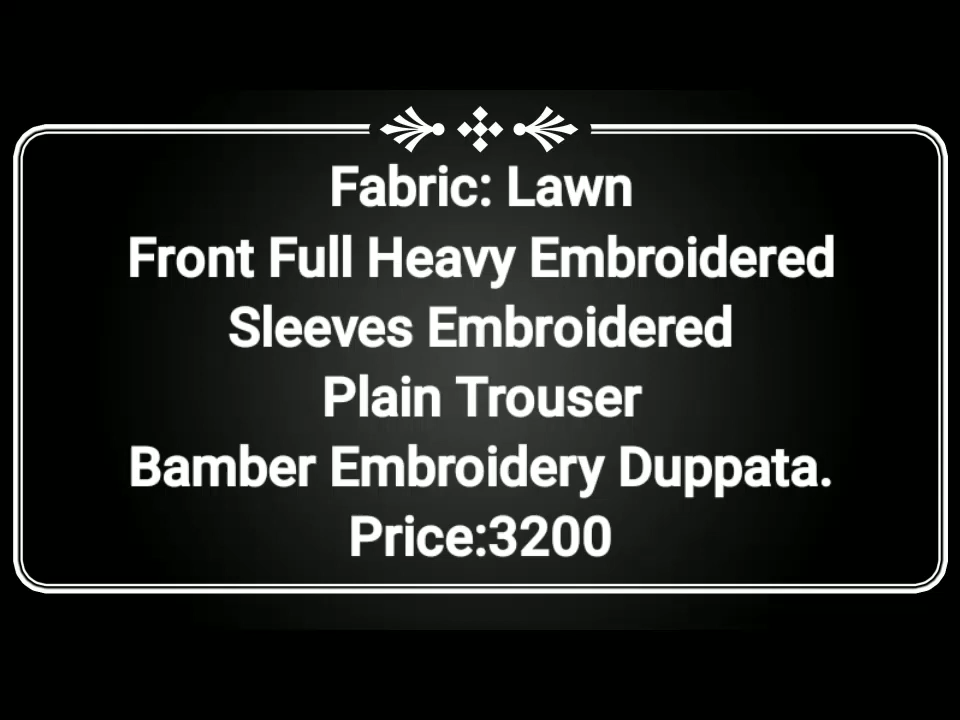 Fabric: Lawn
Front Full Heavy Embroidered
Sleeves Embroidered
Plain Trouser
Bamber Embroidery Duppata.
Price:3200